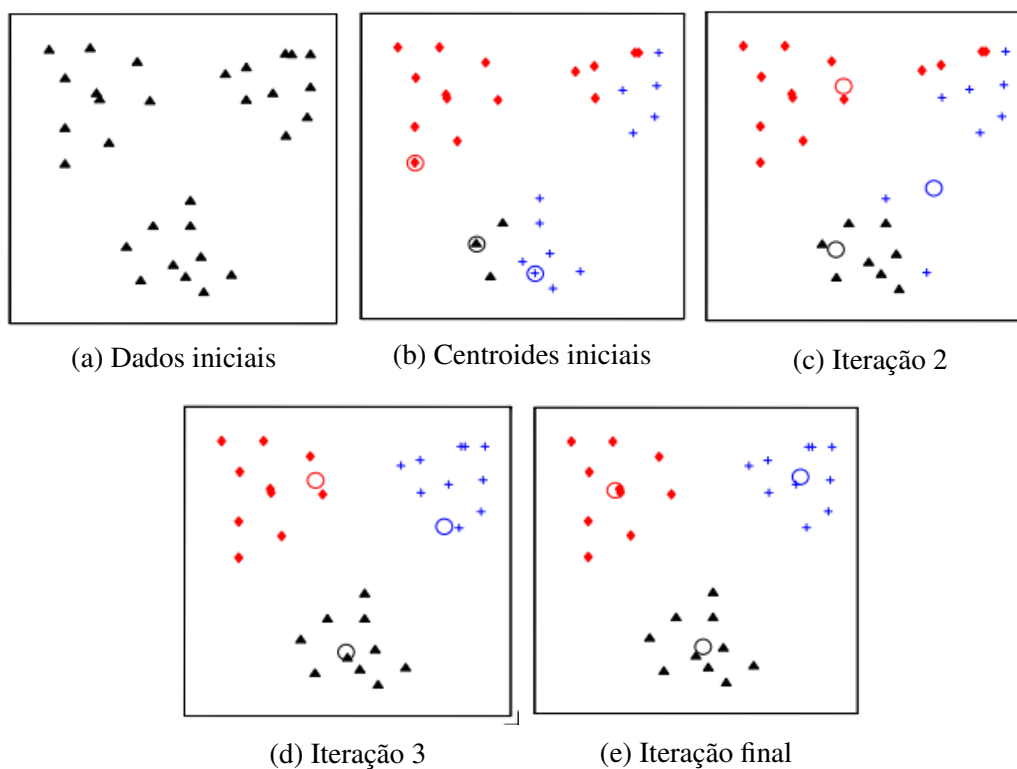 (a) Dados iniciais
(b) Centroides iniciais
(c) Iteração 2
(d) Iteração 3
(e) Iteração final